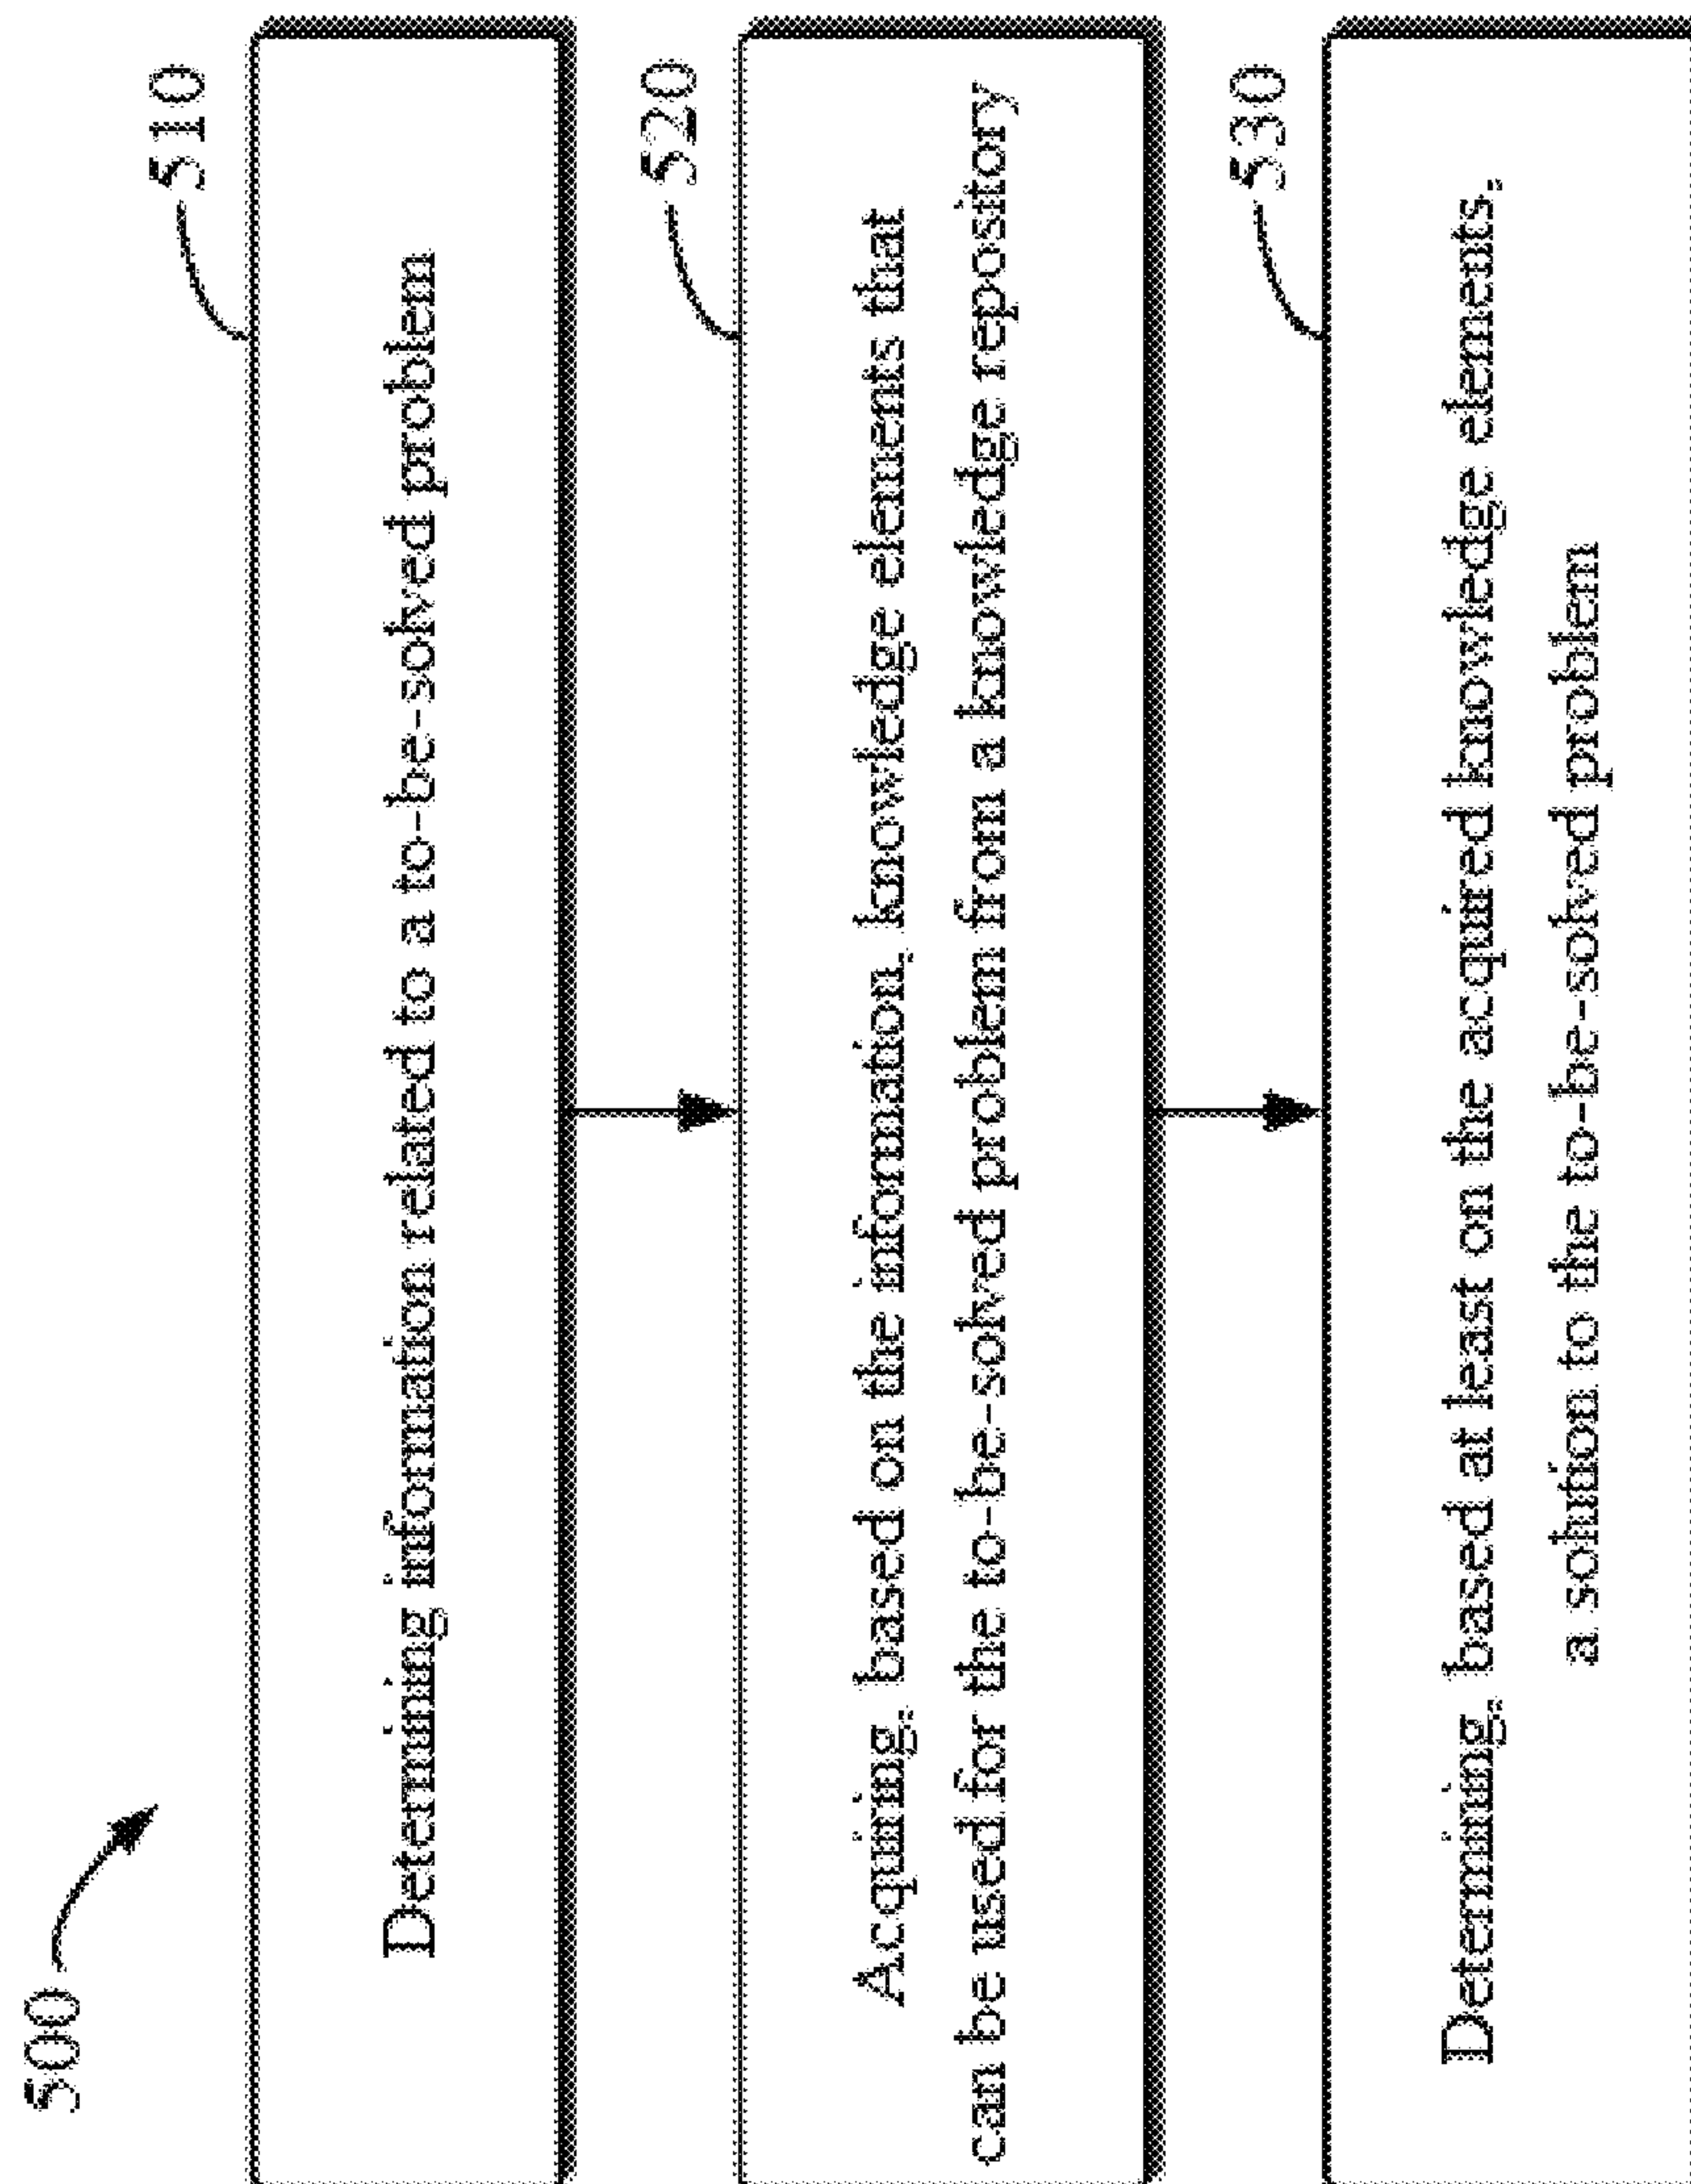 500
510
Determining information related to a to-be-solved problem
520
Acquiring, based on the information, knowledge elements that
can be used for the to-be-solved problem from a knowledge repository
530
Determining, based at least on the acquired knowledge elements,
a solution to the to-be-solved problem